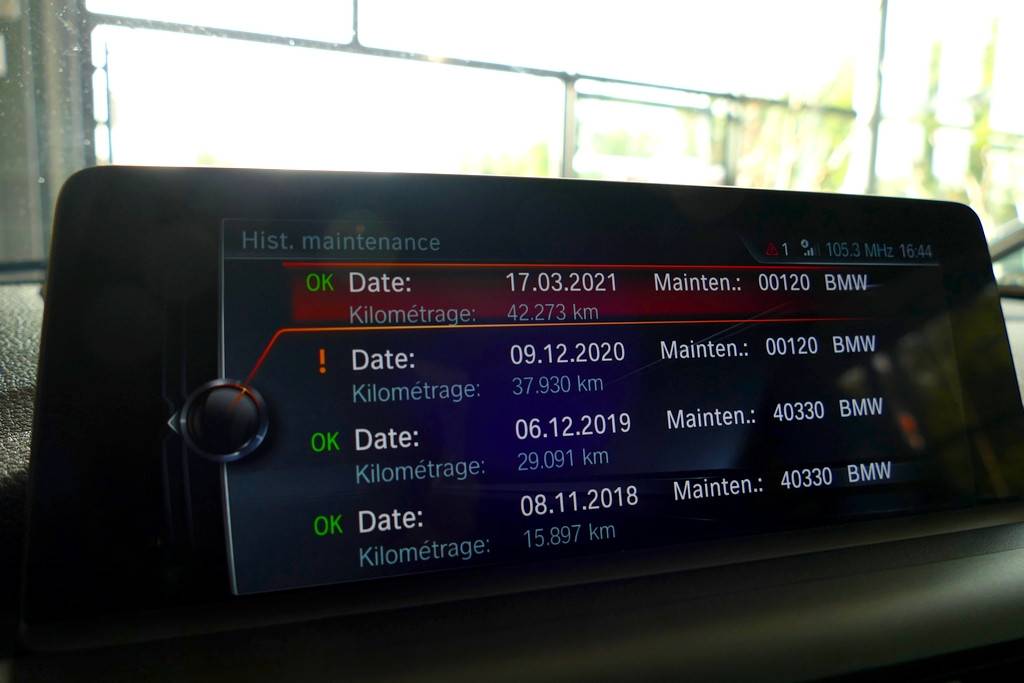 Hist. maintenance 1 105.3 MHz 16:44
OK Date: 17.03.2021 Mainten.: 00120 BMW
Kilométrage: 42.273 km
! Date: 09.12.2020 Mainten.: 00120 BMW
Kilométrage: 37.930 km
OK Date: 06.12.2019 Mainten.: 40330 BMW
Kilométrage: 29.091 km
OK Date: 08.11.2018 Mainten.: 40330 BMW
Kilométrage: 15.897 km